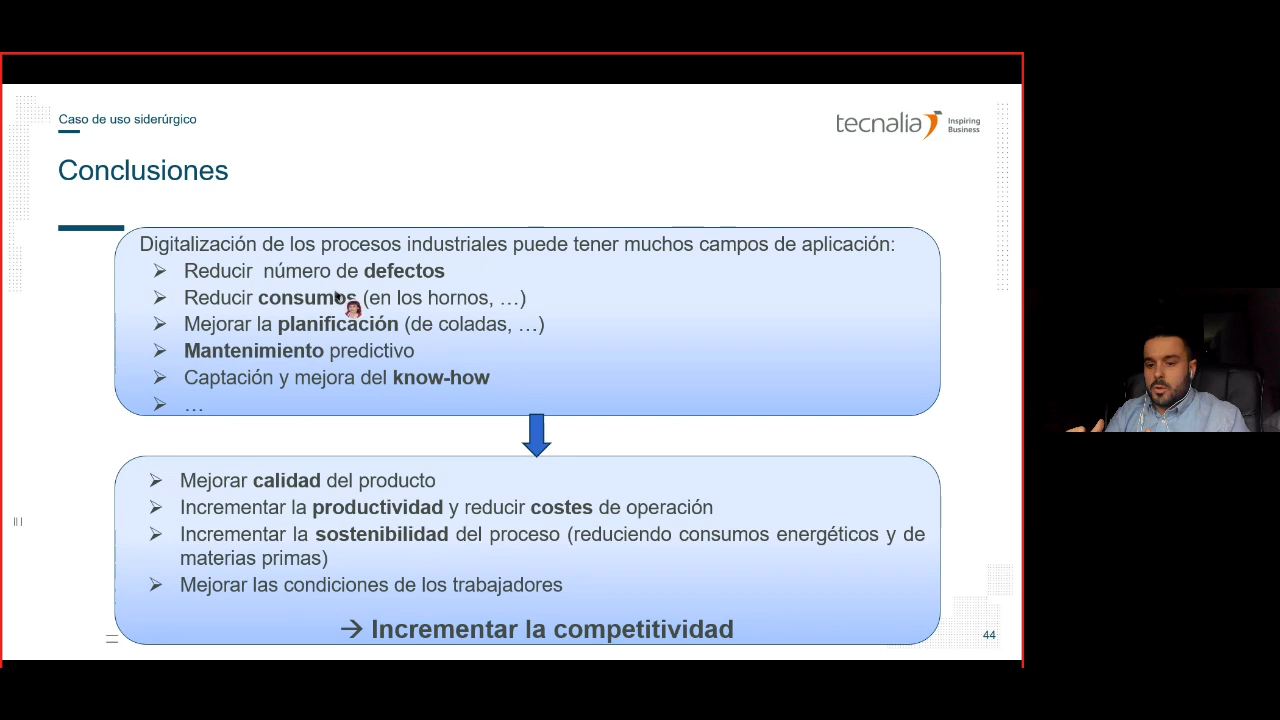 Caso de uso siderúrgico
tecnalia Inspiring
Business
Conclusiones
Digitalización de los procesos industriales puede tener muchos campos de aplicación:
Reducir número de defectos
Reducir consumos (en los hornos, …)
Mejorar la planificación (de coladas, …)
Mantenimiento predictivo
Captación y mejora del know-how
…
Mejorar calidad del producto
Incrementar la productividad y reducir costes de operación
Incrementar la sostenibilidad del proceso (reduciendo consumos energéticos y de
materias primas)
Mejorar las condiciones de los trabajadores
→ Incrementar la competitividad
44